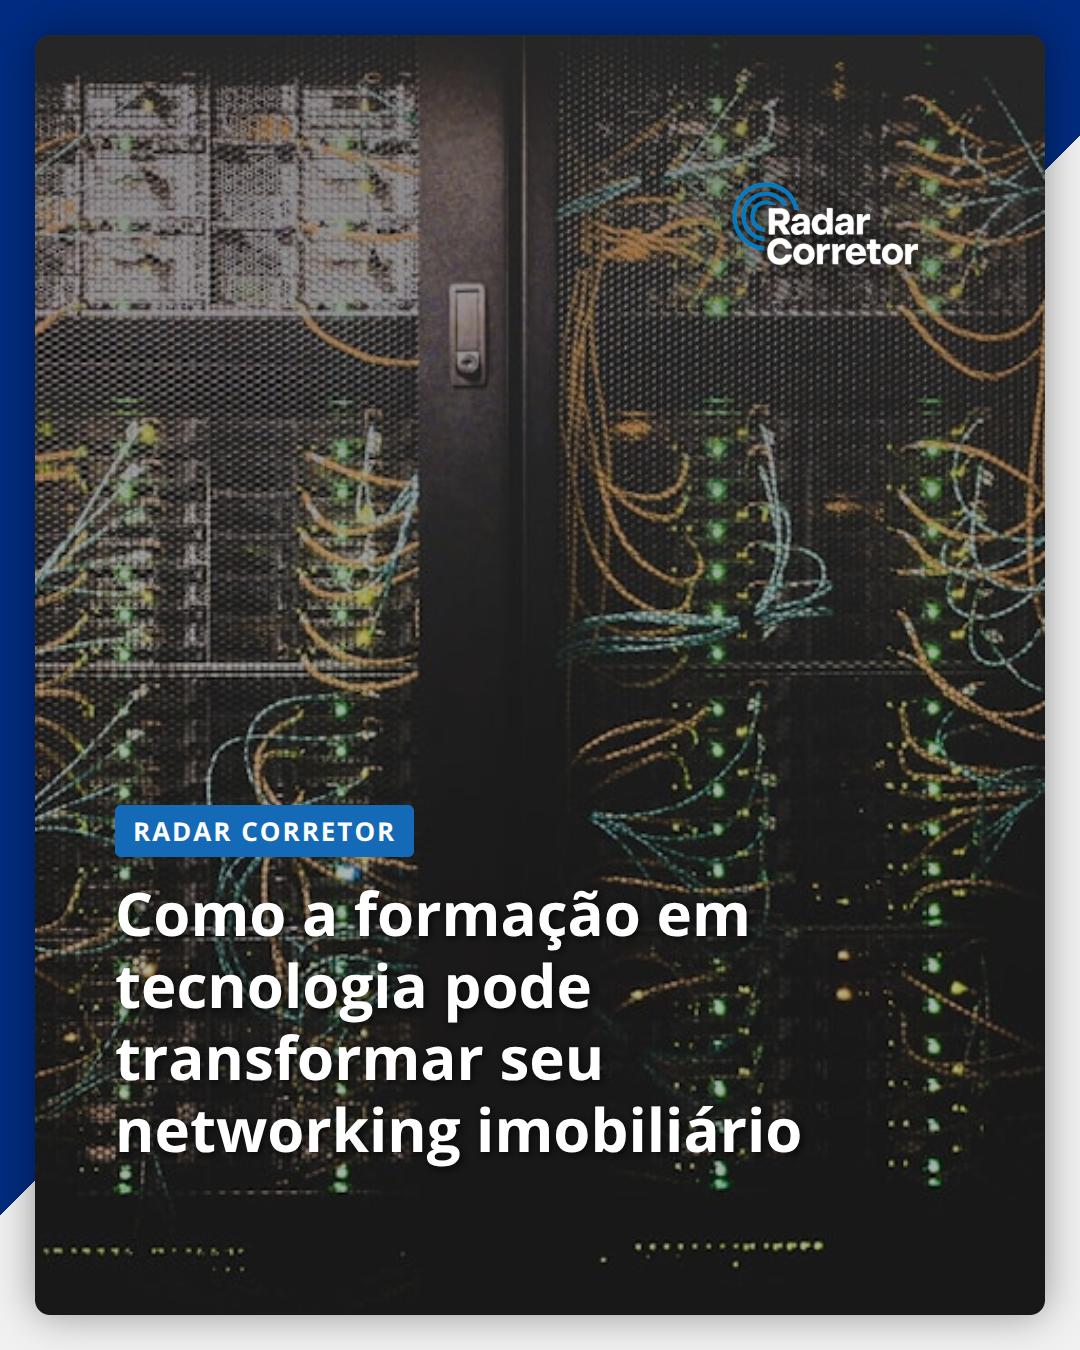 Radar
Corretor
RADAR CORRETOR
Como a formação em
tecnologia pode
transformar seu
networking imobiliário